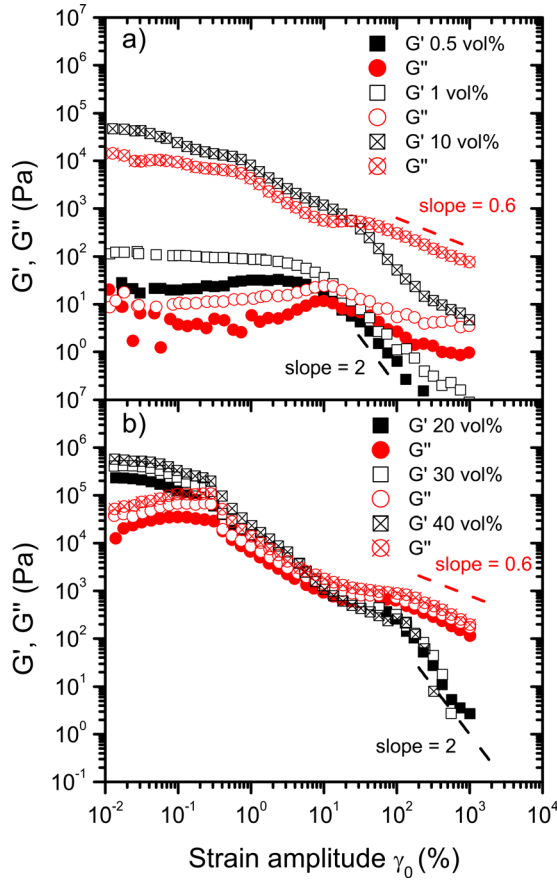 a)
10^7
10^6
10^5
10^4
10^3
10^2
10^1
10^0
10^7
G', G'' (Pa)
G' 0.5 vol%
G''
G' 1 vol%
G''
G' 10 vol%
G''
slope = 0.6
slope = 2
b)
10^6
10^5
10^4
10^3
10^2
10^1
10^0
10^-1
G', G'' (Pa)
G' 20 vol%
G''
G' 30 vol%
G''
G' 40 vol%
G''
slope = 0.6
slope = 2
10^-2 10^-1 10^0 10^1 10^2 10^3 10^4
Strain amplitude γ₀ (%)